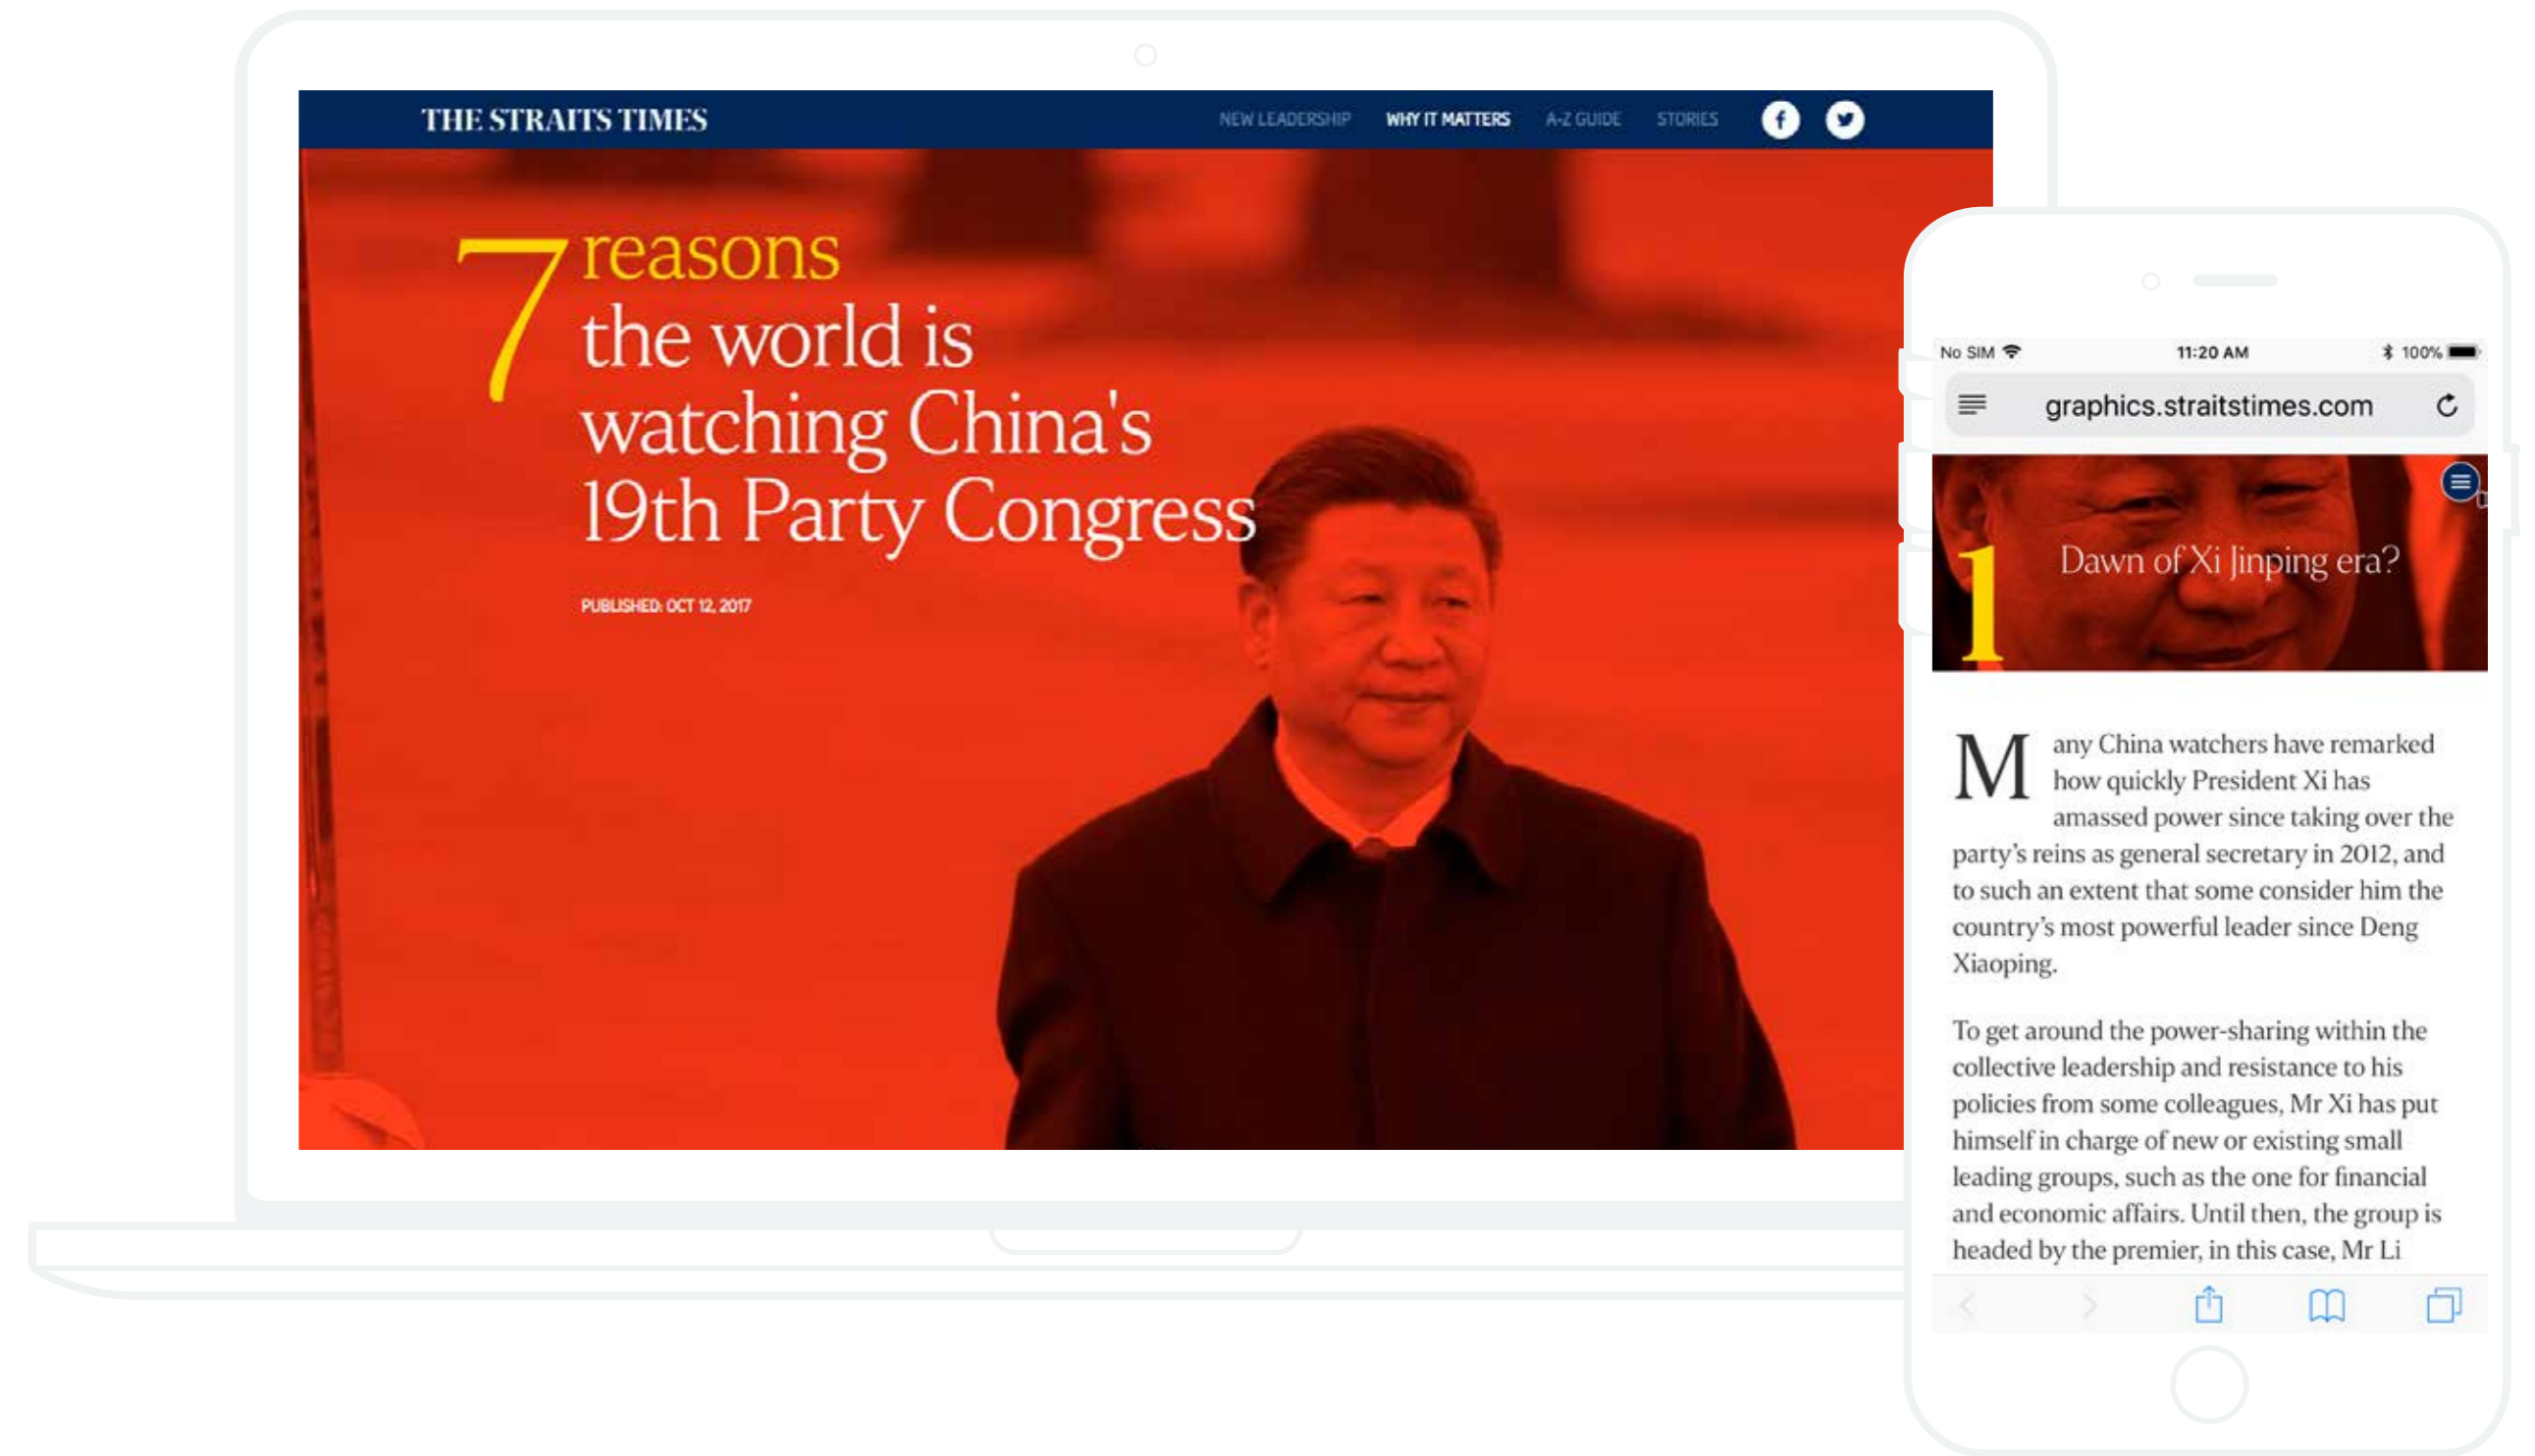 THE STRAITS TIMES
NEW LEADERSHIP WHY IT MATTERS A-Z GUIDE STORIES
7 reasons
the world is
watching China's
19th Party Congress
PUBLISHED: OCT 12, 2017
No SIM 11:20 AM 100%
graphics.straitstimes.com
1 Dawn of Xi Jinping era?
Many China watchers have remarked
how quickly President Xi has
amassed power since taking over the
party’s reins as general secretary in 2012, and
to such an extent that some consider him the
country’s most powerful leader since Deng
Xiaoping.
To get around the power-sharing within the
collective leadership and resistance to his
policies from some colleagues, Mr Xi has put
himself in charge of new or existing small
leading groups, such as the one for financial
and economic affairs. Until then, the group is
headed by the premier, in this case, Mr Li